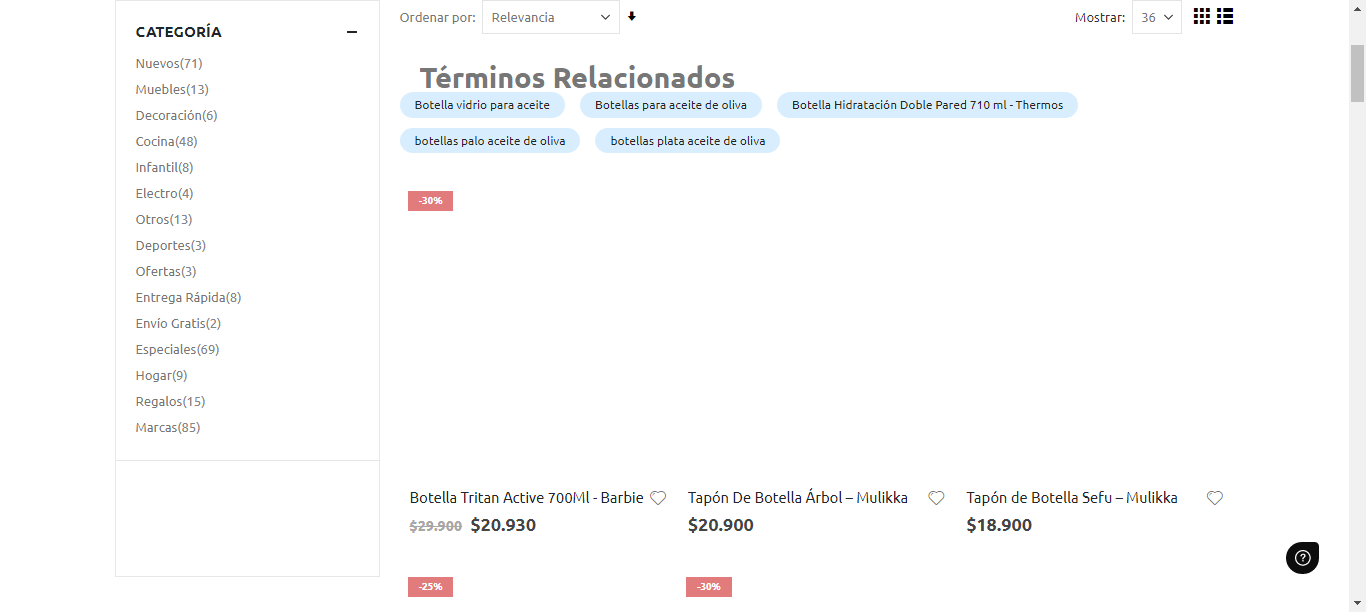 CATEGORÍA
Nuevos(71)
Muebles(13)
Decoración(6)
Cocina(48)
Infantil(8)
Electro(4)
Otros(13)
Deportes(3)
Ofertas(3)
Entrega Rápida(8)
Envío Gratis(2)
Especiales(69)
Hogar(9)
Regalos(15)
Marcas(85)
Ordenar por: Relevancia
Mostrar: 36
Términos Relacionados
Botella vidrio para aceite Botellas para aceite de oliva Botella Hidratación Doble Pared 710 ml - Thermos
botellas palo aceite de oliva botellas plata aceite de oliva
-30%
Botella Tritan Active 700Ml - Barbie
$29.900 $20.930
Tapón De Botella Árbol – Mulikka
$20.900
Tapón de Botella Sefu – Mulikka
$18.900
-25%
-30%